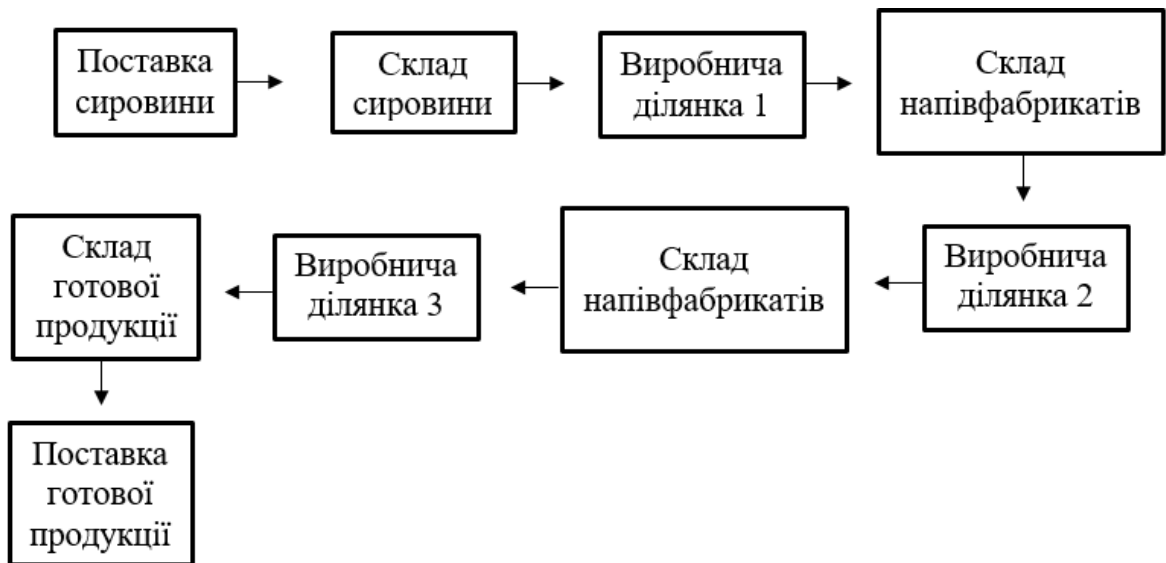 Поставка
сировини
Склад
сировини
Виробнича
ділянка 1
Склад
напівфабрикатів
Виробнича
ділянка 2
Склад
напівфабрикатів
Виробнича
ділянка 3
Склад
готової
продукції
Поставка
готової
продукції